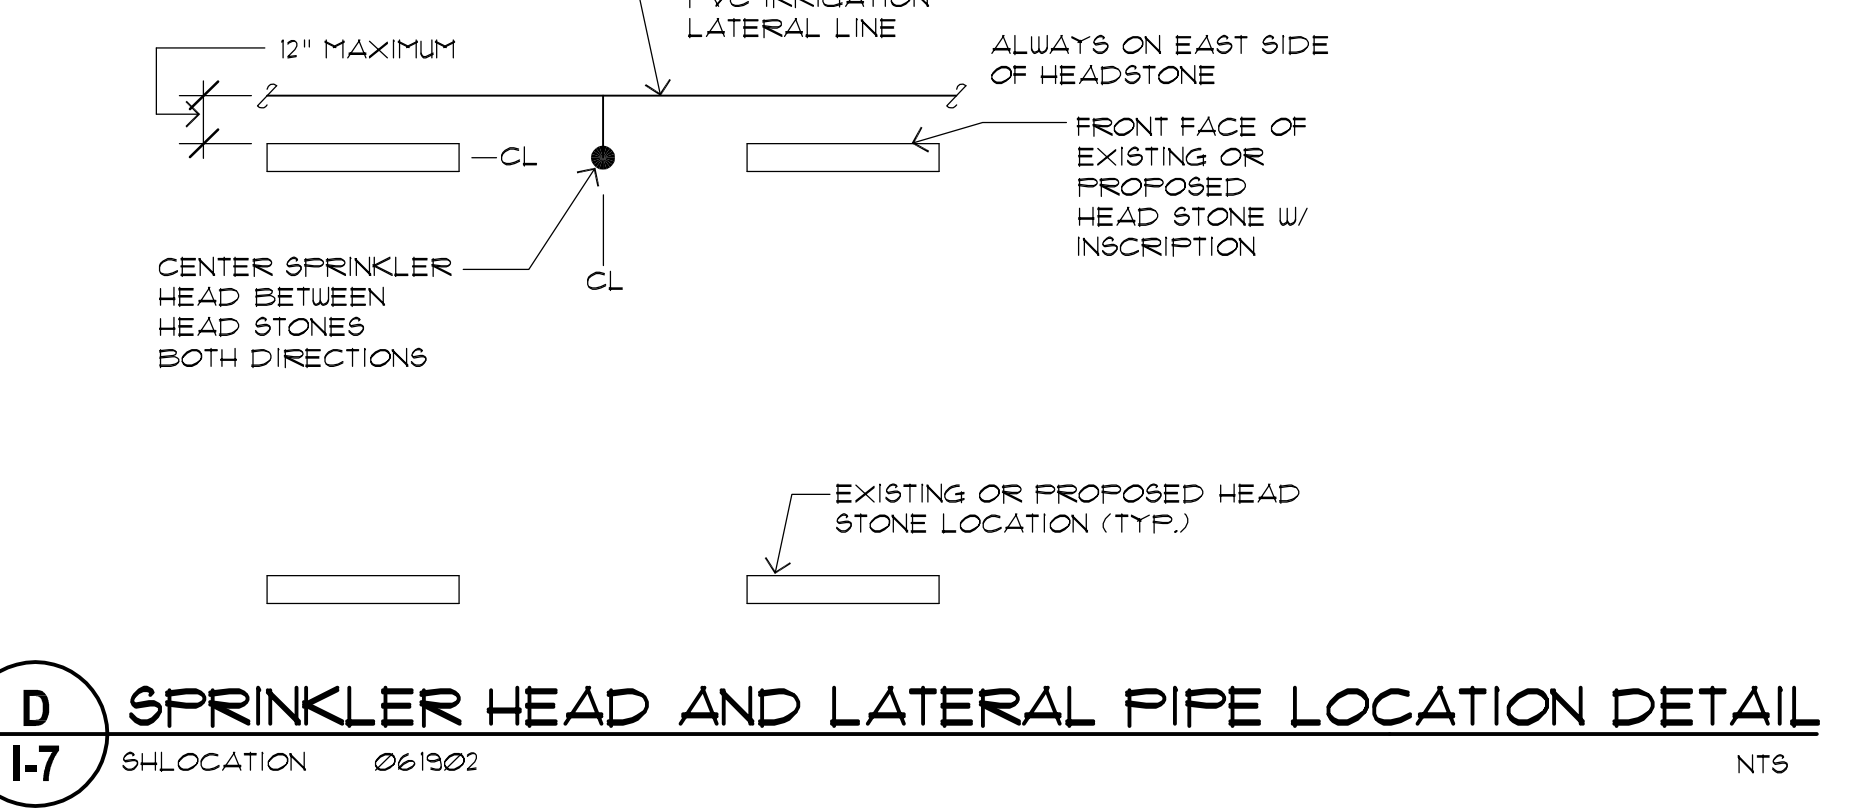 PVC IRRIGATION
LATERAL LINE
12" MAXIMUM
ALWAYS ON EAST SIDE
OF HEADSTONE
FRONT FACE OF
EXISTING OR
PROPOSED
HEAD STONE W/
INSCRIPTION
CL
CL
CENTER SPRINKLER
HEAD BETWEEN
HEAD STONES
BOTH DIRECTIONS
EXISTING OR PROPOSED HEAD
STONE LOCATION (TYP.)
D
I-7
SPRINKLER HEAD AND LATERAL PIPE LOCATION DETAIL
SHLOCATION 061902
NTS